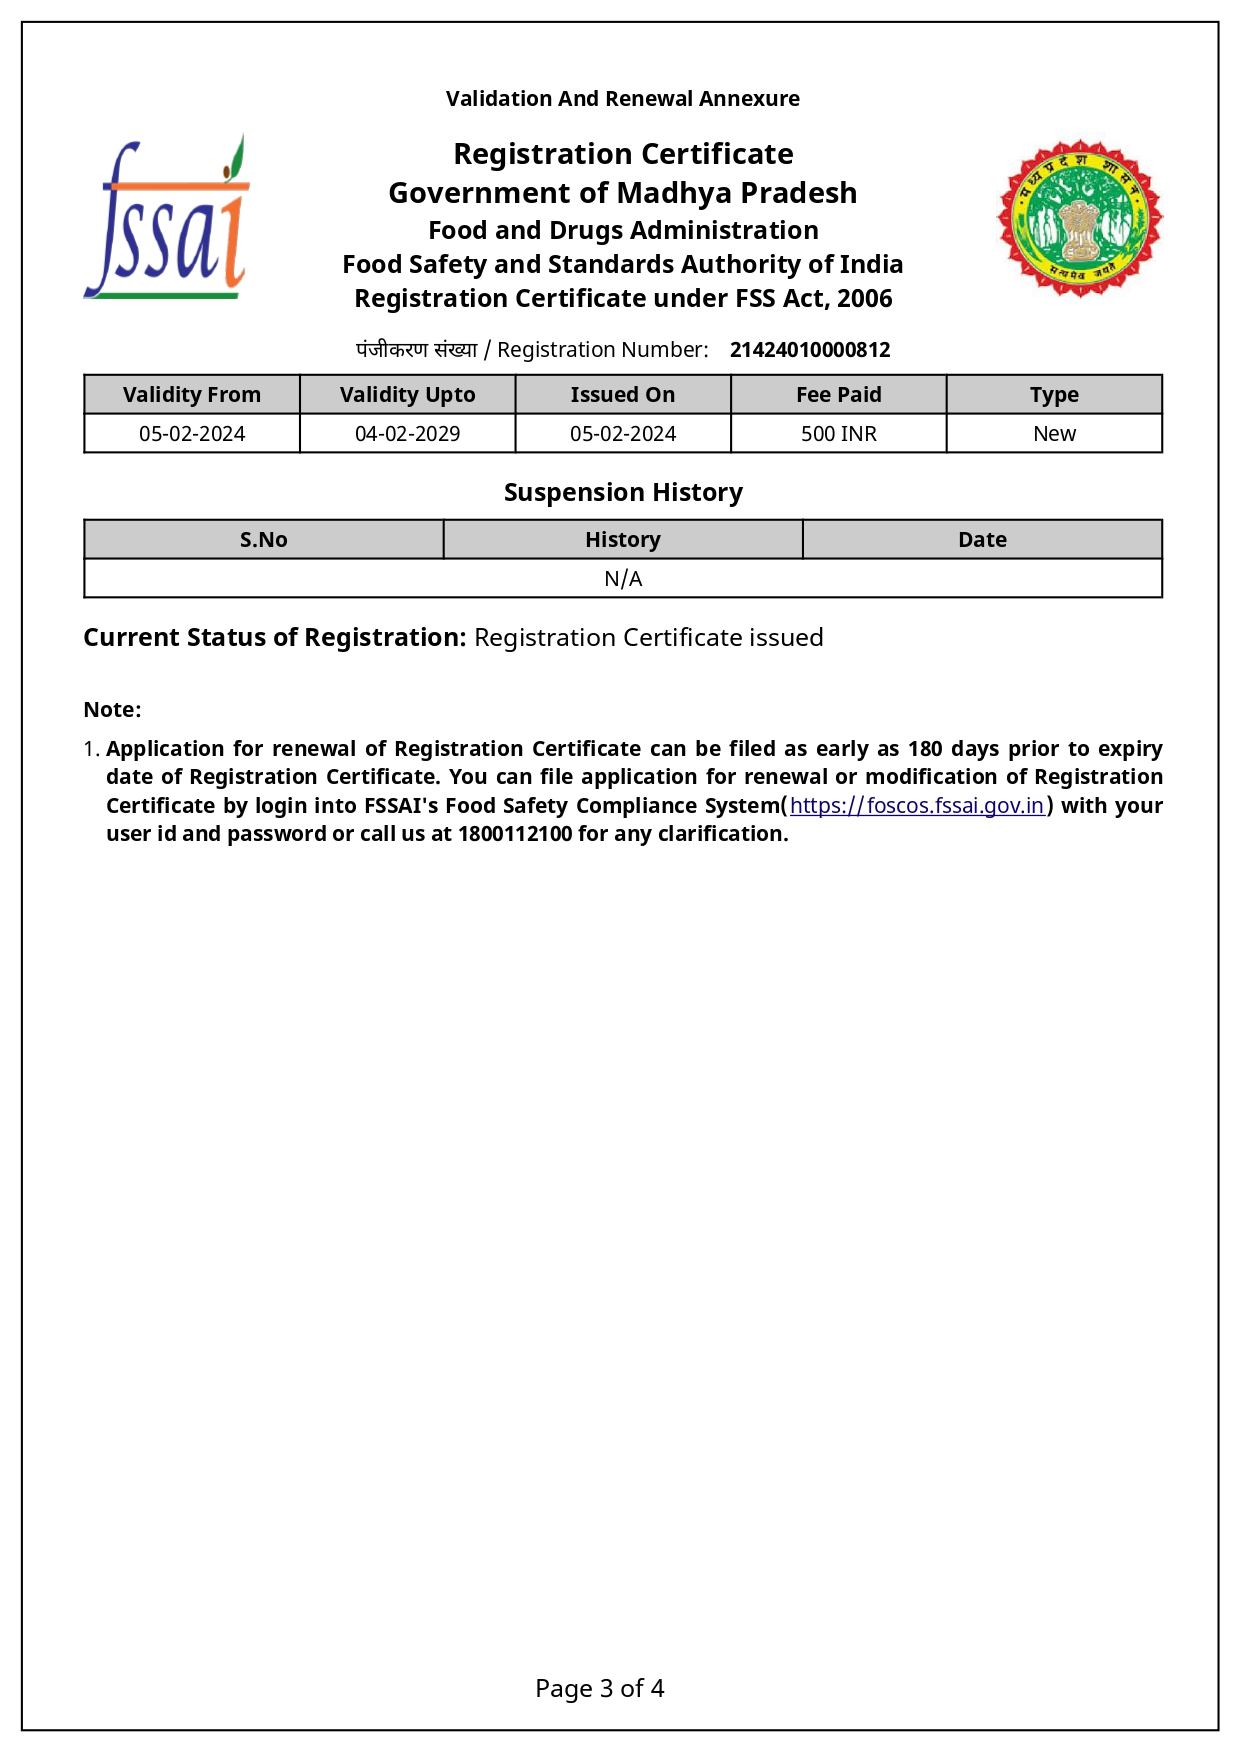 Validation And Renewal Annexure
fssai
Registration Certificate
Government of Madhya Pradesh
Food and Drugs Administration
Food Safety and Standards Authority of India
Registration Certificate under FSS Act, 2006
मध्यप्रदेश शासन
सत्यमेव जयते
पंजीकरण संख्या / Registration Number: 21424010000812
Validity From Validity Upto Issued On Fee Paid Type
05-02-2024 04-02-2029 05-02-2024 500 INR New
Suspension History
S.No History Date
N/A
Current Status of Registration: Registration Certificate issued
Note:
1. Application for renewal of Registration Certificate can be filed as early as 180 days prior to expiry
date of Registration Certificate. You can file application for renewal or modification of Registration
Certificate by login into FSSAI's Food Safety Compliance System(https://foscos.fssai.gov.in) with your
user id and password or call us at 1800112100 for any clarification.
Page 3 of 4